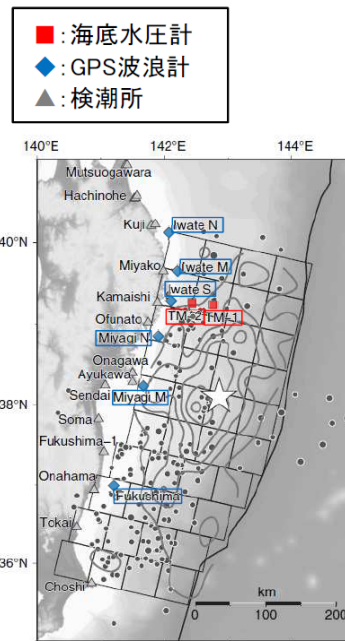 ■:海底水圧計
◆:GPS波浪計
▲:検潮所
140°E
142°E
144°E
Mutsuogawara
Hachinohe
Kuji
Iwate N
40°N
Iwate M
Miyako
Iwate S
Kamaishi
TM-2
TM-1
Ofunato
Miyagi N
Onagawa
Ayukawa
38°N
Sendai
Miyagi M
Soma
Fukushima-1
Onahama
Fukushima
Tokai
36°N
Choshi
km
0 100 200